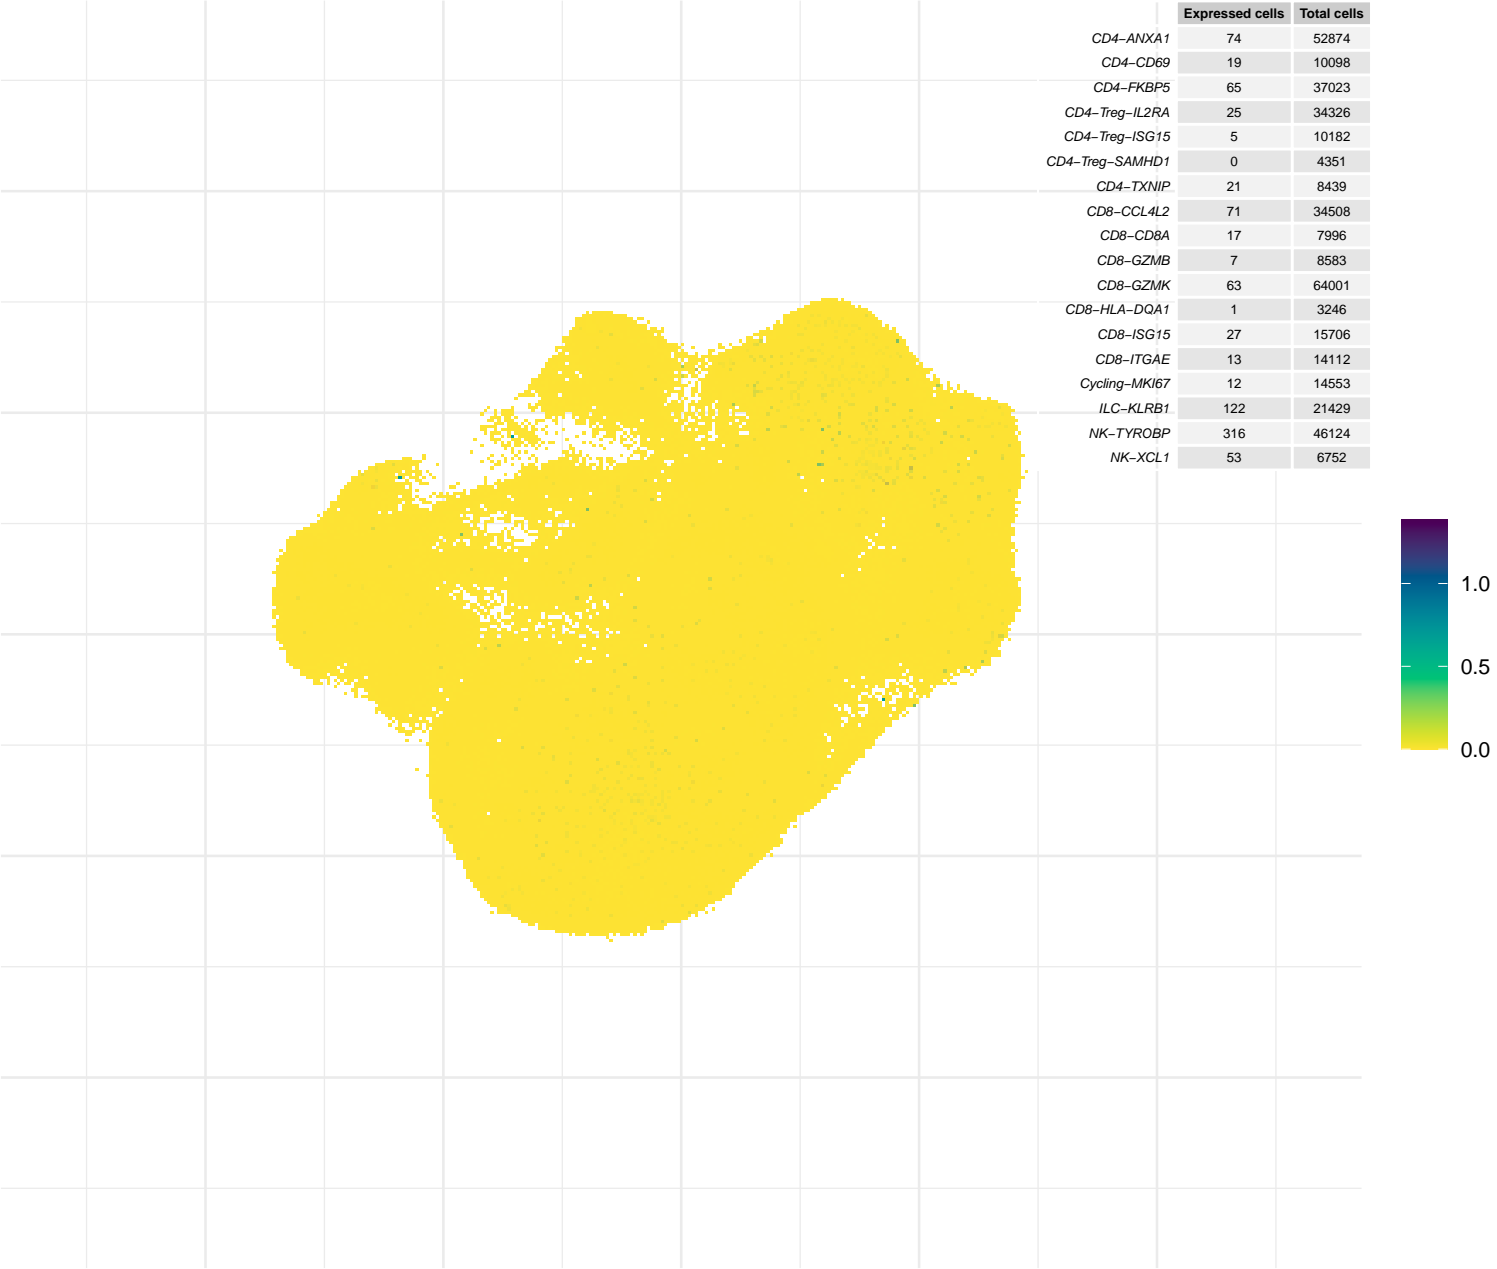 Expressed cells Total cells
CD4−ANXA1 74 52874
CD4−CD69 19 10098
CD4−FKBP5 65 37023
CD4−Treg−IL2RA 25 34326
CD4−Treg−ISG15 5 10182
CD4−Treg−SAMHD1 0 4351
CD4−TXNIP 21 8439
CD8−CCL4L2 71 34508
CD8−CD8A 17 7996
CD8−GZMB 7 8583
CD8−GZMK 63 64001
CD8−HLA−DQA1 1 3246
CD8−ISG15 27 15706
CD8−ITGAE 13 14112
Cycling−MKI67 12 14553
ILC−KLRB1 122 21429
NK−TYROBP 316 46124
NK−XCL1 53 6752
1.0
0.5
0.0